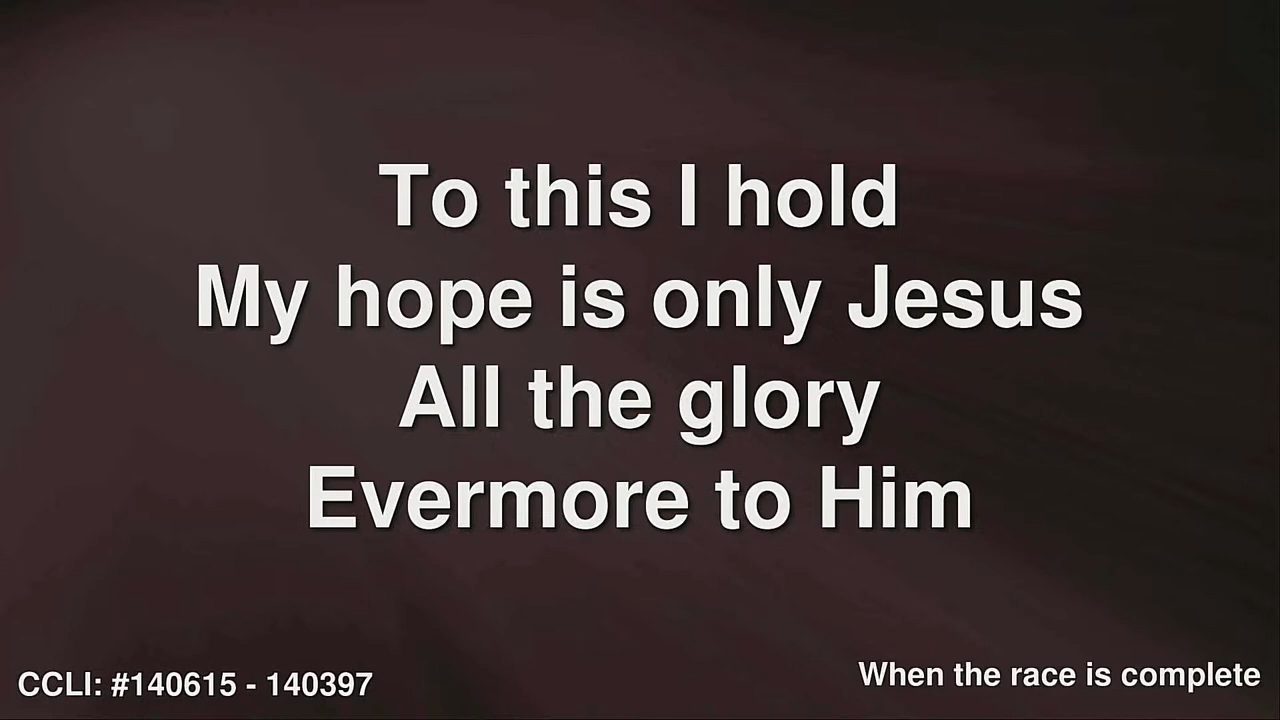 To this I hold
My hope is only Jesus
All the glory
Evermore to Him
CCLI: #140615 - 140397
When the race is complete